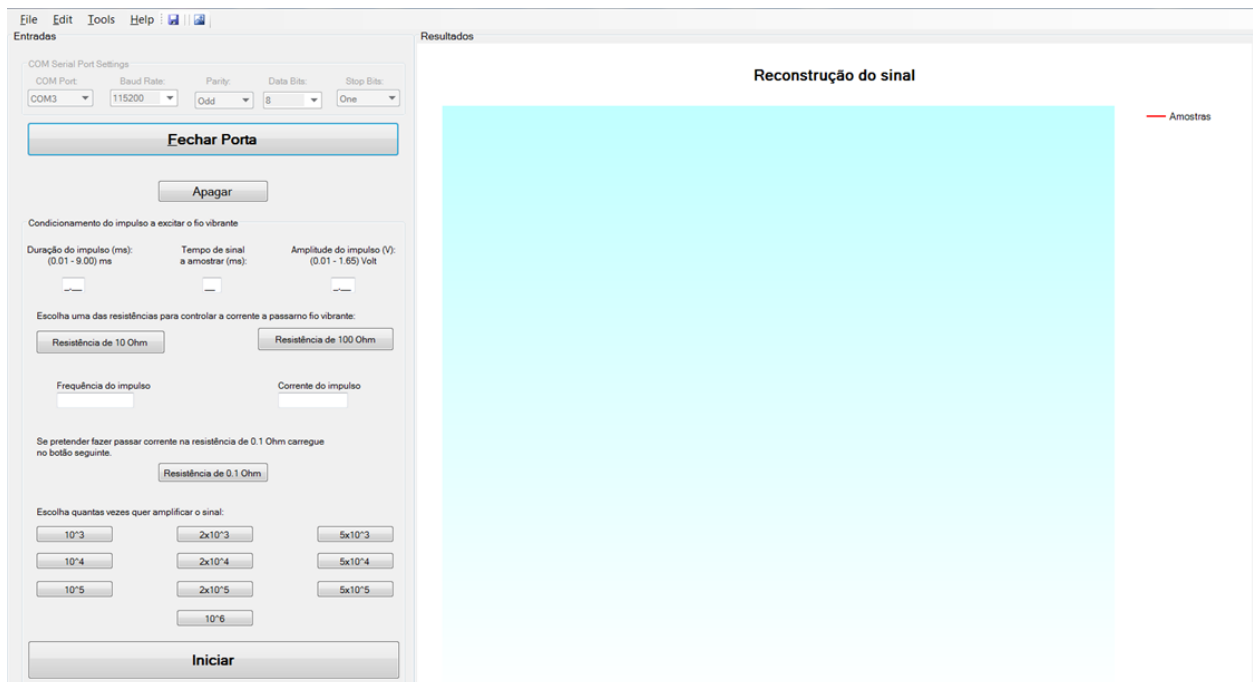 File Edit Tools Help
Entradas
Resultados
COM Serial Port Settings
COM Port: Baud Rate: Parity: Data Bits: Stop Bits:
COM3 115200 Odd 8 One
Fechar Porta
Apagar
Condicionamento do impulso a excitar o fio vibrante
Duração do impulso (ms): Tempo de sinal Amplitude do impulso (V):
(0.01 - 9.00) ms a amostrar (ms): (0.01 - 1.65) Volt
_.__ __ _.__
Escolha uma das resistências para controlar a corrente a passarno fio vibrante:
Resistência de 10 Ohm Resistência de 100 Ohm
Frequência do impulso Corrente do impulso
Se pretender fazer passar corrente na resistência de 0.1 Ohm carregue
no botão seguinte.
Resistência de 0.1 Ohm
Escolha quantas vezes quer amplificar o sinal:
10^3 2x10^3 5x10^3
10^4 2x10^4 5x10^4
10^5 2x10^5 5x10^5
10^6
Iniciar
Reconstrução do sinal
Amostras